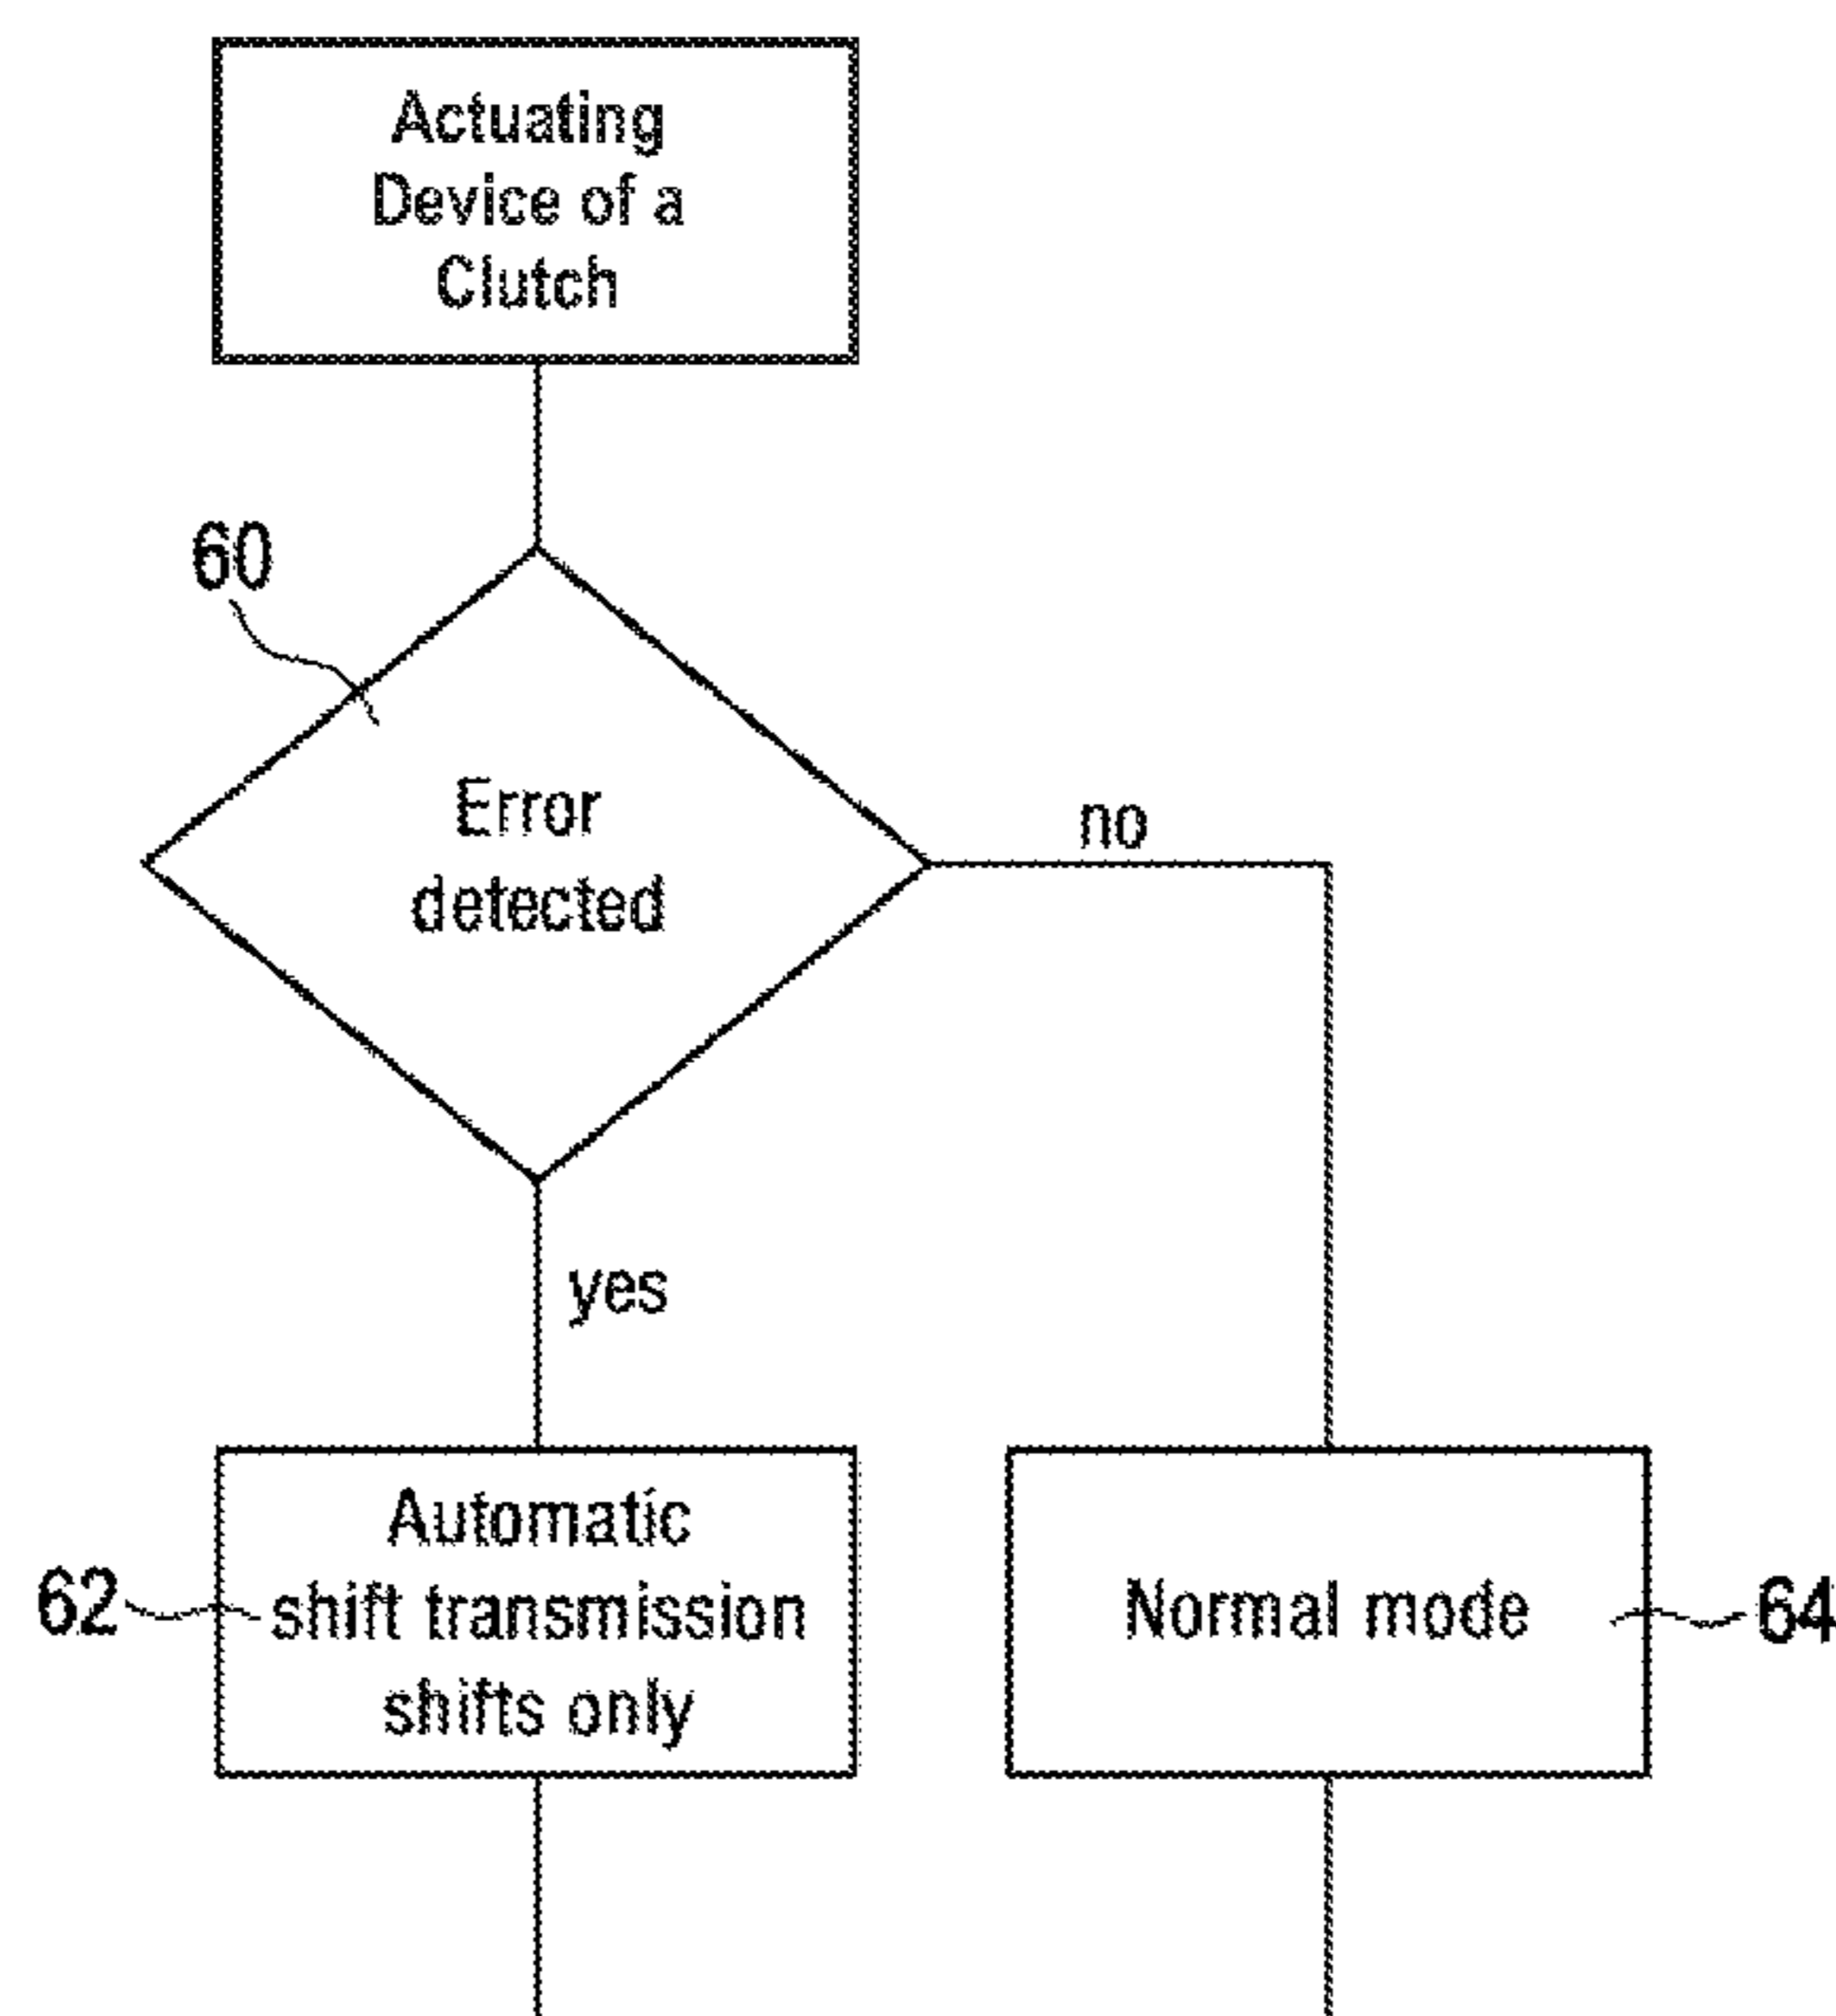 Actuating
Device of a
Clutch
60
Error
detected
no
yes
Automatic
shift transmission
shifts only
62
Normal mode
64